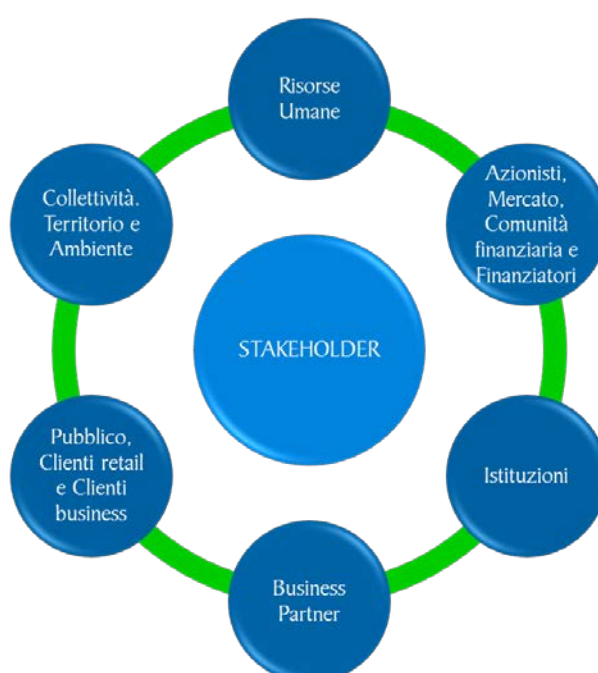 Risorse
Umane
Azionisti,
Mercato,
Comunità
finanziaria e
Finanziatori
Istituzioni
Business
Partner
Pubblico,
Clienti retail
e Clienti
business
Collettività.
Territorio e
Ambiente
STAKEHOLDER